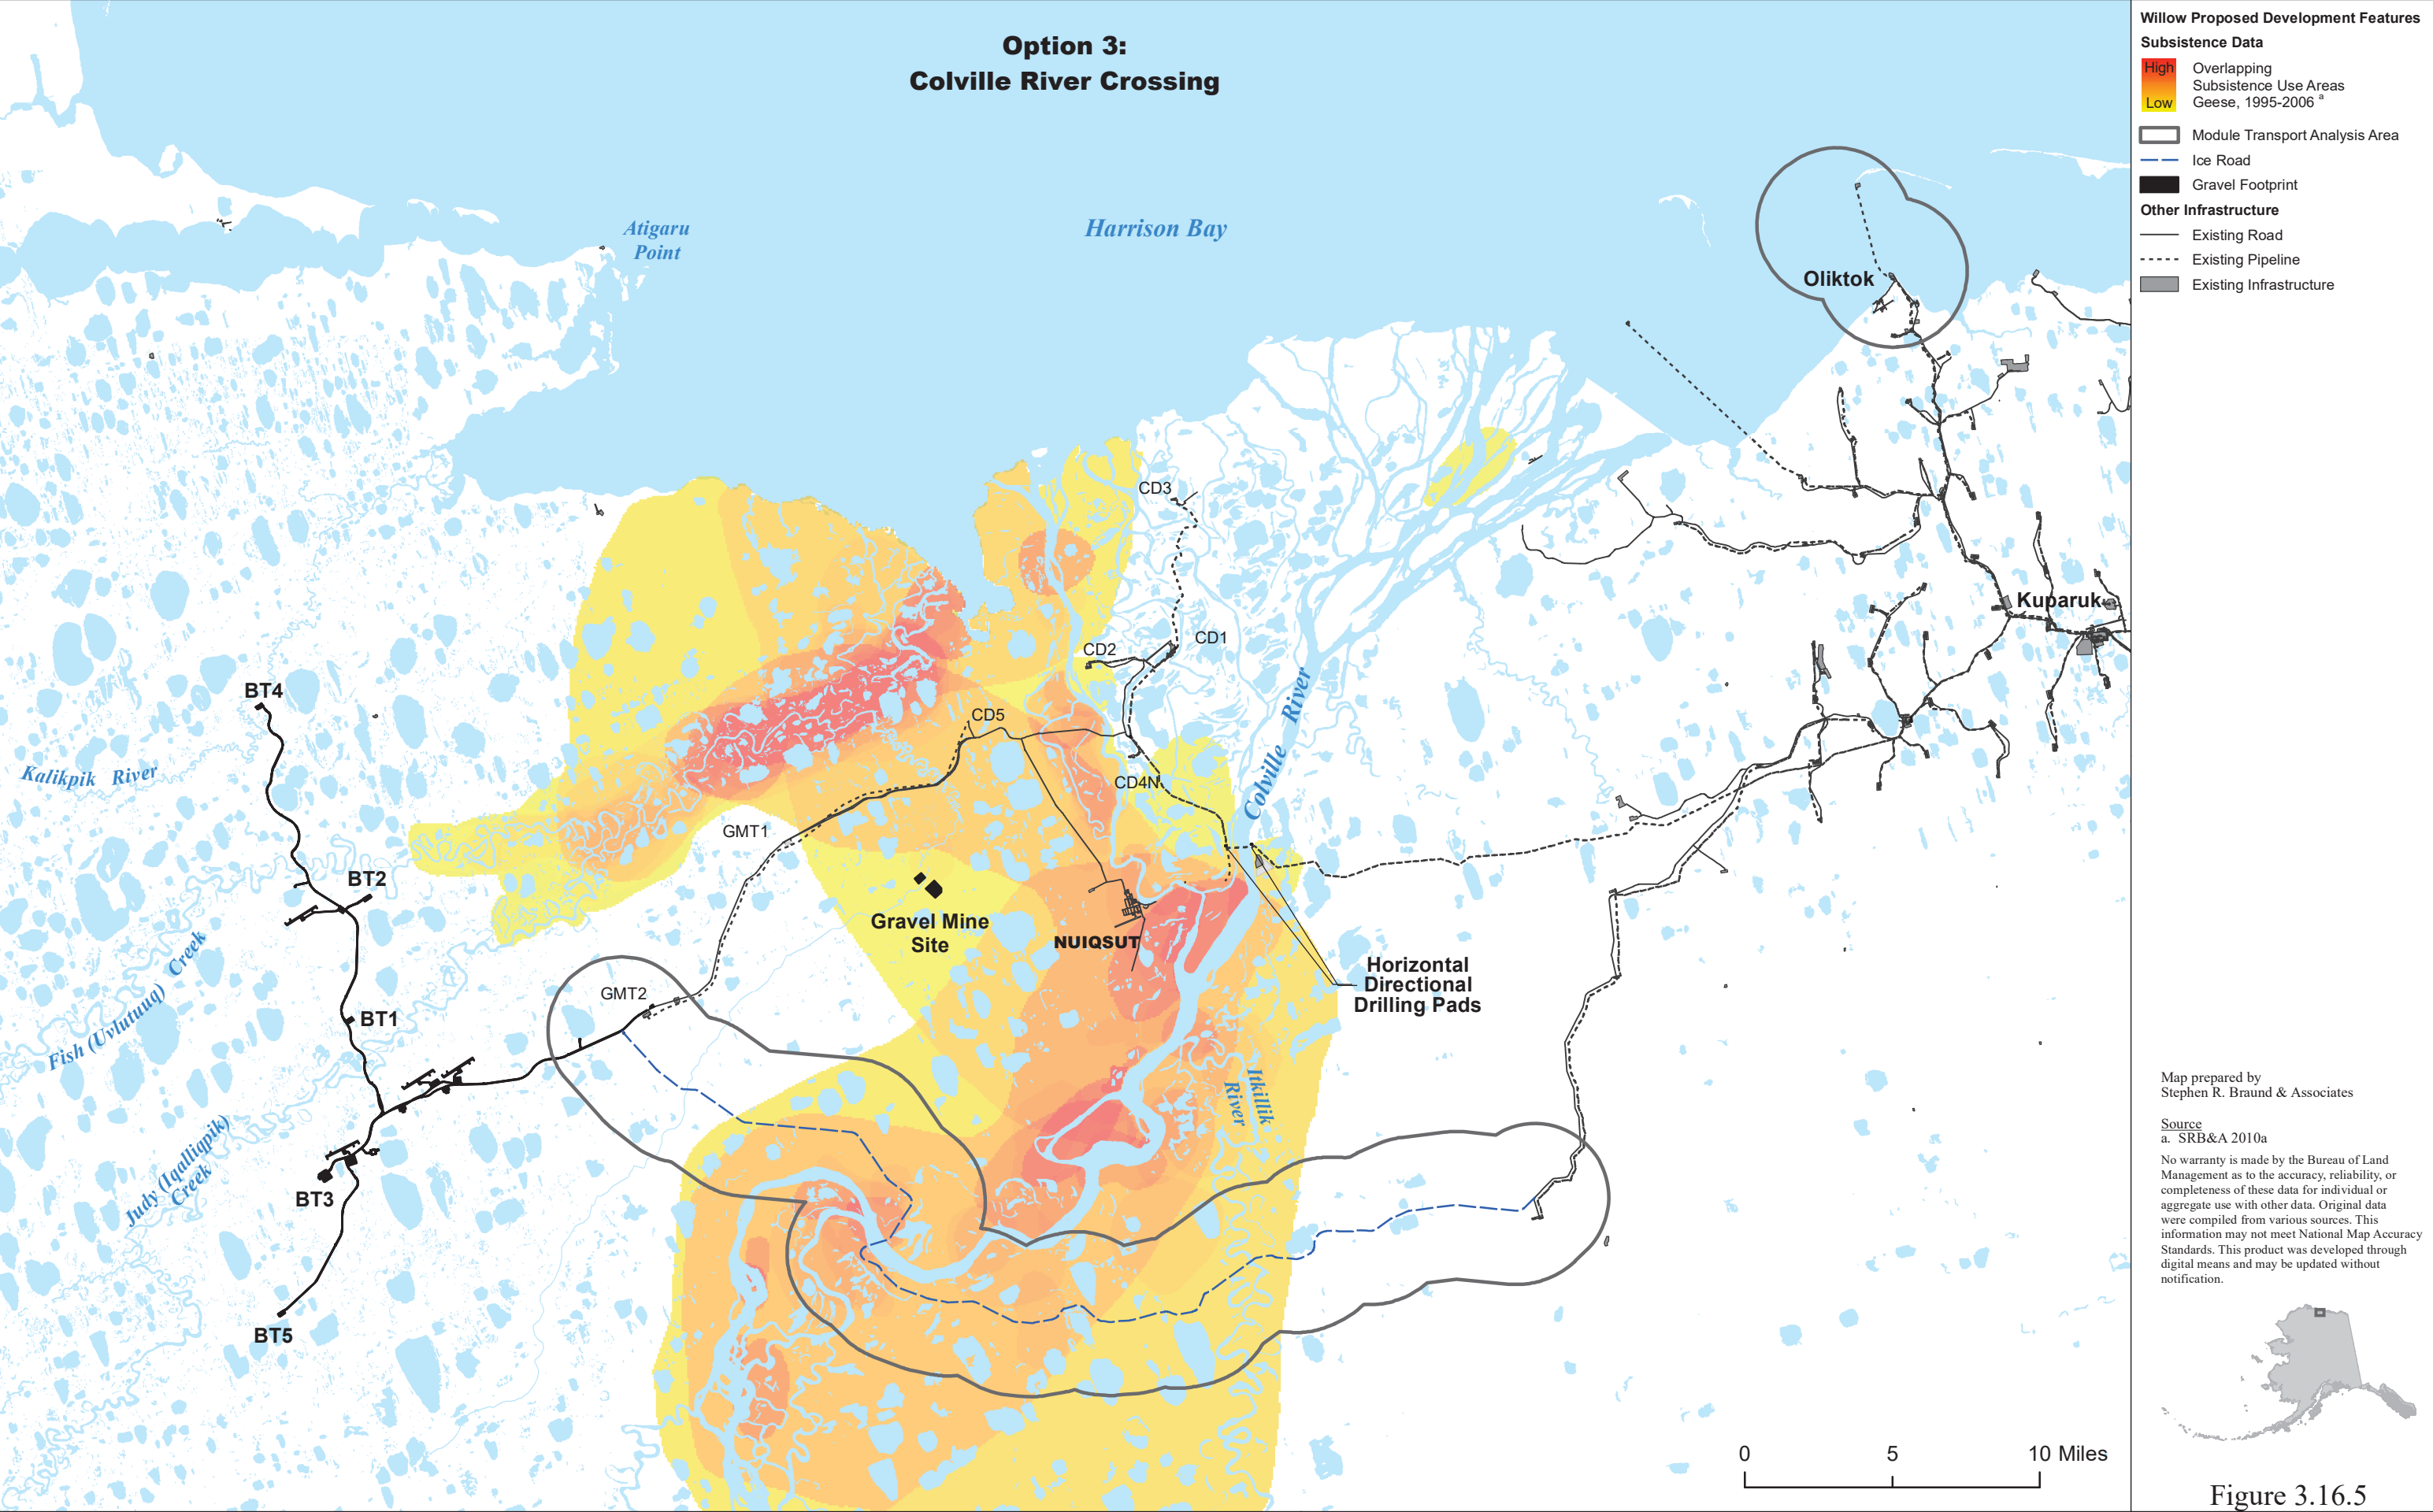 Option 3:
Colville River Crossing
Atigaru
Point
Harrison Bay
Oliktok
CD3
Kuparuk
CD1
CD2
BT4
CD5
Colville River
Kalikpik River
CD4N
GMT1
BT2
Gravel Mine
Site
NUIQSUT
Fish (Uvlutuuq) Creek
Horizontal
Directional
Drilling Pads
GMT2
BT1
Itkillik
River
Judy (Iqalliqpik)
Creek
BT3
BT5
0 5 10 Miles
Willow Proposed Development Features
Subsistence Data
High
Low
Overlapping
Subsistence Use Areas
Geese, 1995-2006 a
Module Transport Analysis Area
Ice Road
Gravel Footprint
Other Infrastructure
Existing Road
Existing Pipeline
Existing Infrastructure
Map prepared by
Stephen R. Braund & Associates
Source
a. SRB&A 2010a
No warranty is made by the Bureau of Land
Management as to the accuracy, reliability, or
completeness of these data for individual or
aggregate use with other data. Original data
were compiled from various sources. This
information may not meet National Map Accuracy
Standards. This product was developed through
digital means and may be updated without
notification.
Figure 3.16.5